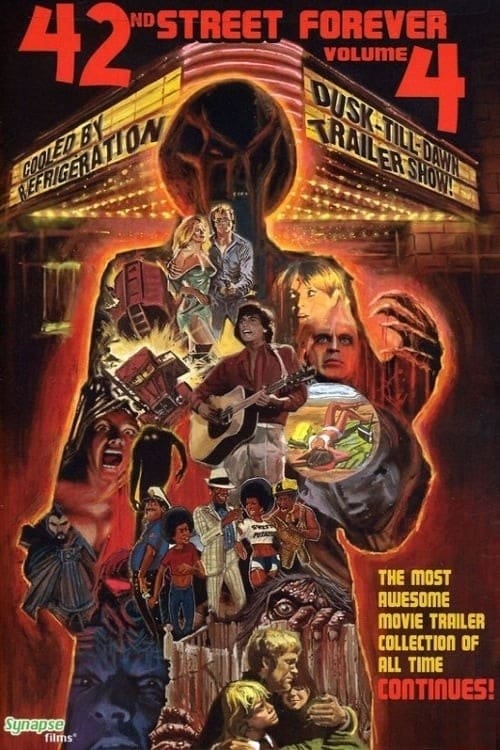 42ND STREET FOREVER
VOLUME 4
COOLED BY
REFRIGERATION
DUSK-TILL-DAWN
TRAILER SHOW!
SWEET
THE MOST
AWESOME
MOVIE TRAILER
COLLECTION OF
ALL TIME
CONTINUES!
Synapse
films